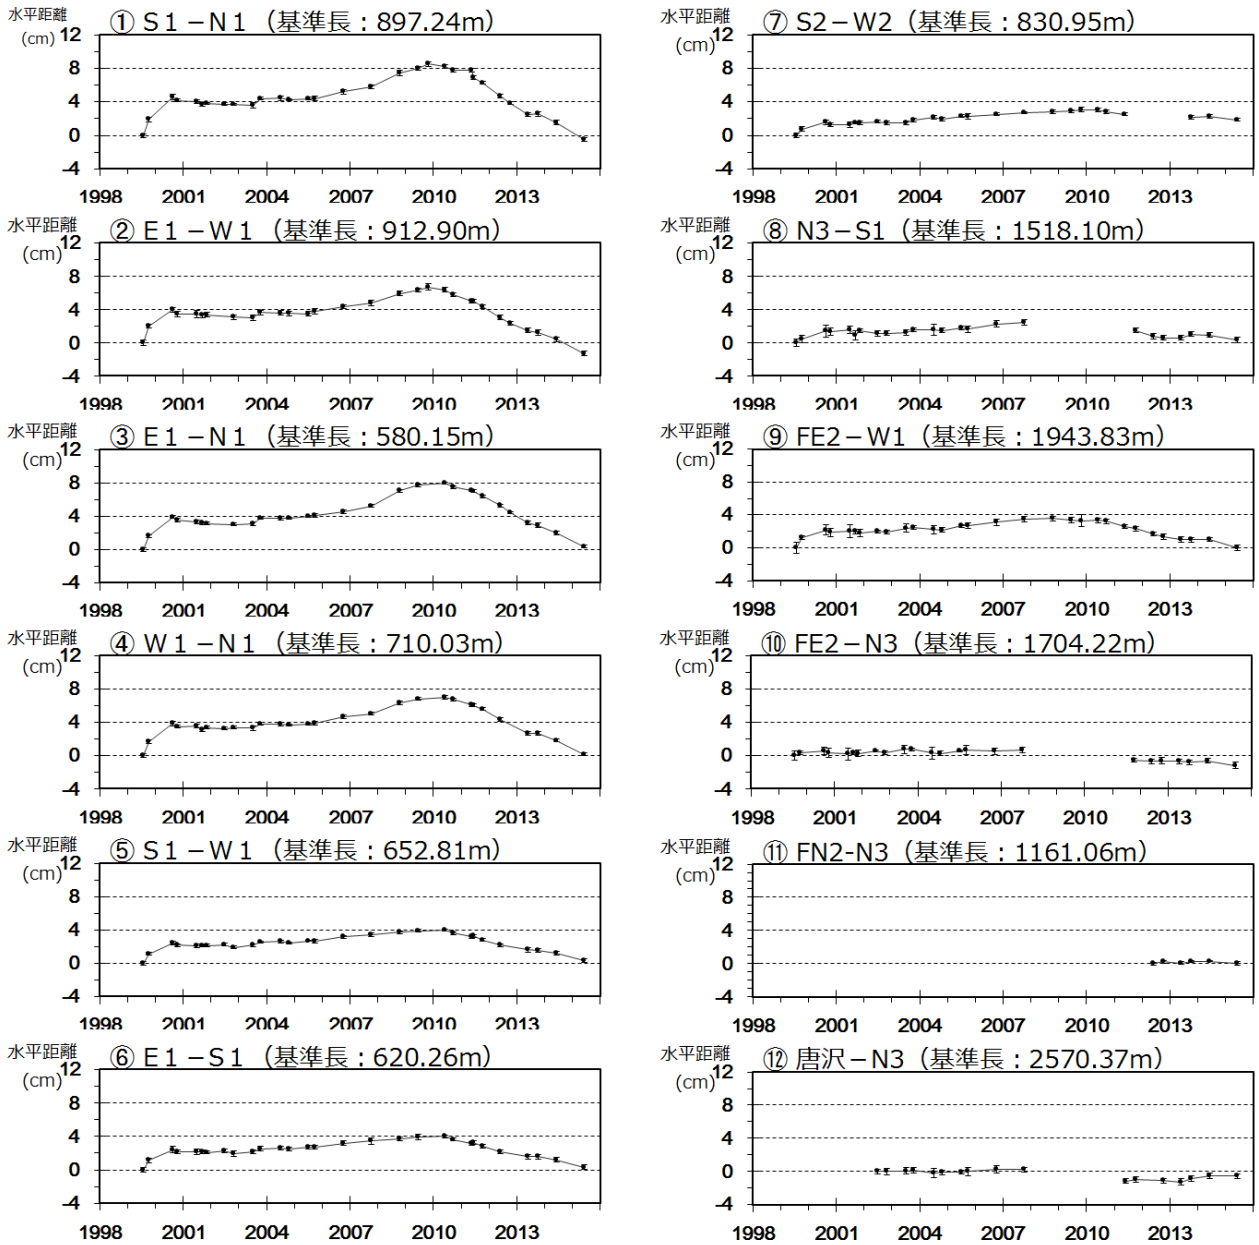 水平距離
(cm)
① S1－N1（基準長：897.24m）
12
8
4
0
-4
1998 2001 2004 2007 2010 2013
水平距離
(cm)
② E1－W1（基準長：912.90m）
12
8
4
0
-4
1998 2001 2004 2007 2010 2013
水平距離
(cm)
③ E1－N1（基準長：580.15m）
12
8
4
0
-4
1998 2001 2004 2007 2010 2013
水平距離
(cm)
④ W1－N1（基準長：710.03m）
12
8
4
0
-4
1998 2001 2004 2007 2010 2013
水平距離
(cm)
⑤ S1－W1（基準長：652.81m）
12
8
4
0
-4
1998 2001 2004 2007 2010 2013
水平距離
(cm)
⑥ E1－S1（基準長：620.26m）
12
8
4
0
-4
1998 2001 2004 2007 2010 2013
水平距離
(cm)
⑦ S2－W2（基準長：830.95m）
12
8
4
0
-4
1998 2001 2004 2007 2010 2013
水平距離
(cm)
⑧ N3－S1（基準長：1518.10m）
12
8
4
0
-4
1998 2001 2004 2007 2010 2013
水平距離
(cm)
⑨ FE2－W1（基準長：1943.83m）
12
8
4
0
-4
1998 2001 2004 2007 2010 2013
水平距離
(cm)
⑩ FE2－N3（基準長：1704.22m）
12
8
4
0
-4
1998 2001 2004 2007 2010 2013
水平距離
(cm)
⑪ FN2-N3（基準長：1161.06m）
12
8
4
0
-4
1998 2001 2004 2007 2010 2013
水平距離
(cm)
⑫ 唐沢－N3（基準長：2570.37m）
12
8
4
0
-4
1998 2001 2004 2007 2010 2013